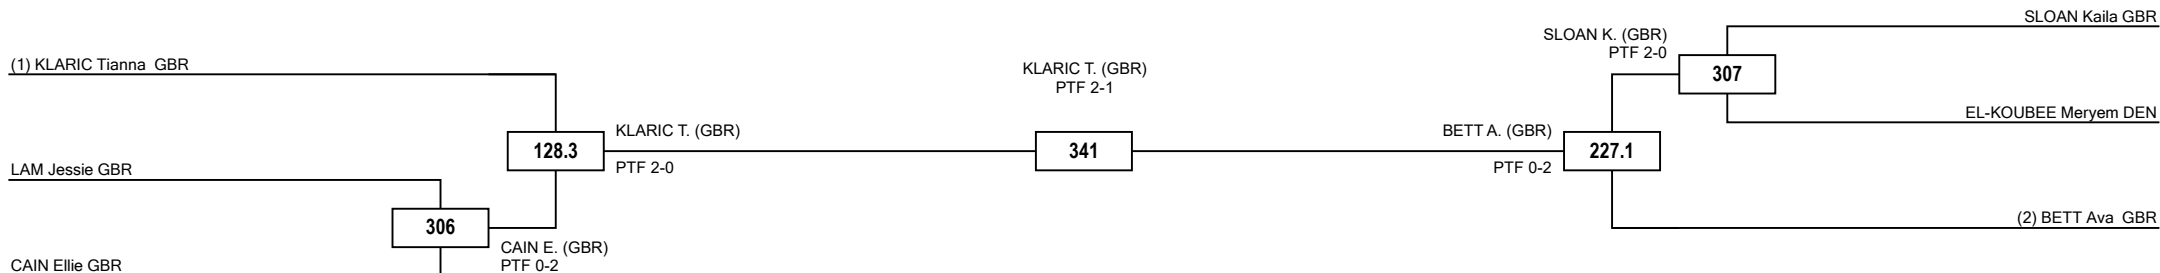 SLOAN Kaila GBR
SLOAN K. (GBR)
PTF 2-0
(1) KLARIC Tianna GBR
KLARIC T. (GBR)
PTF 2-1
307
EL-KOUBEE Meryem DEN
KLARIC T. (GBR)
BETT A. (GBR)
128.3
341
227.1
PTF 2-0
PTF 0-2
LAM Jessie GBR
(2) BETT Ava GBR
306
CAIN E. (GBR)
PTF 0-2
CAIN Ellie GBR